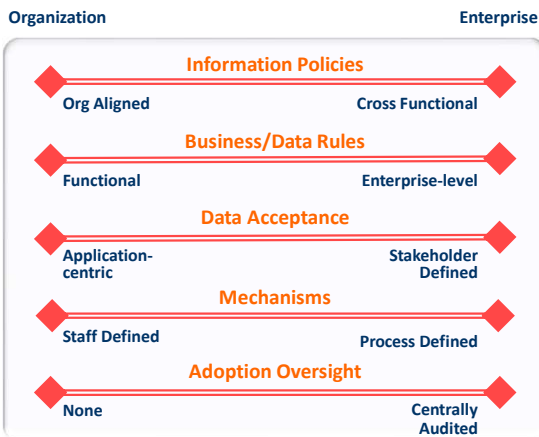 Organization Enterprise
Information Policies
Org Aligned Cross Functional
Business/Data Rules
Functional Enterprise-level
Data Acceptance
Application- Stakeholder
centric Defined
Mechanisms
Staff Defined Process Defined
Adoption Oversight
None Centrally
Audited